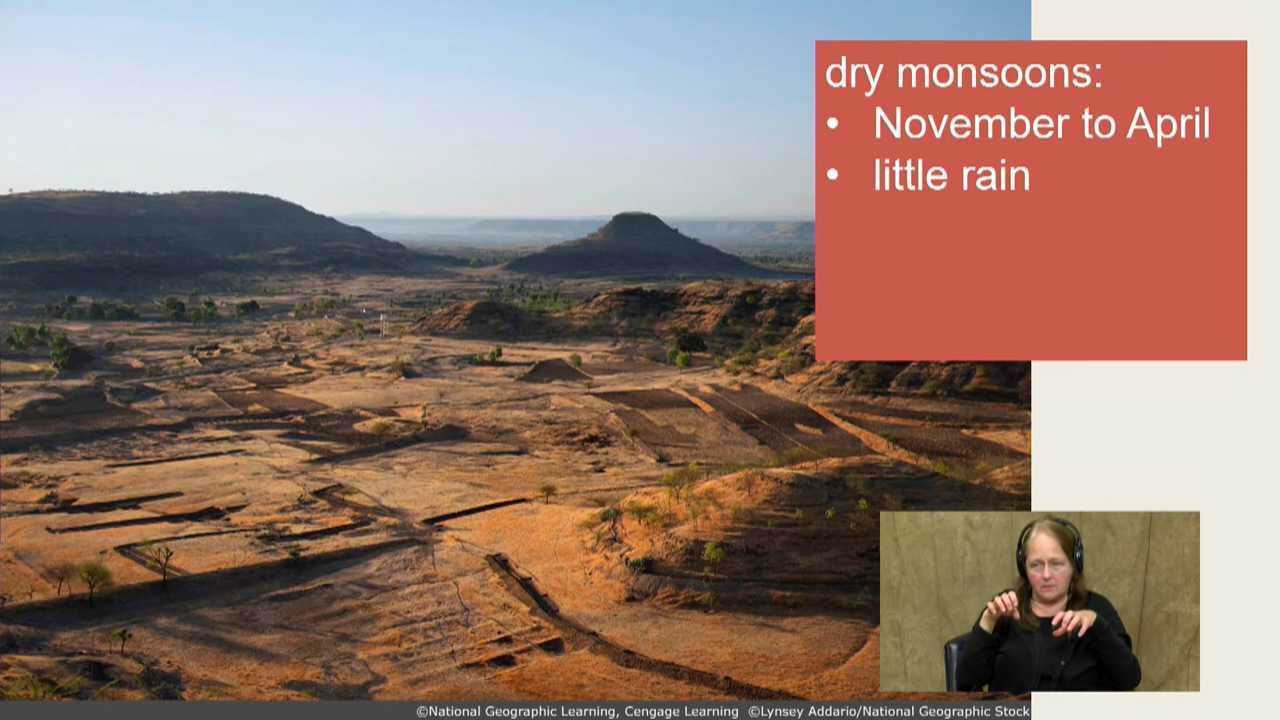 dry monsoons:
• November to April
• little rain
©National Geographic Learning, Cengage Learning ©Lynsey Addario/National Geographic Stock